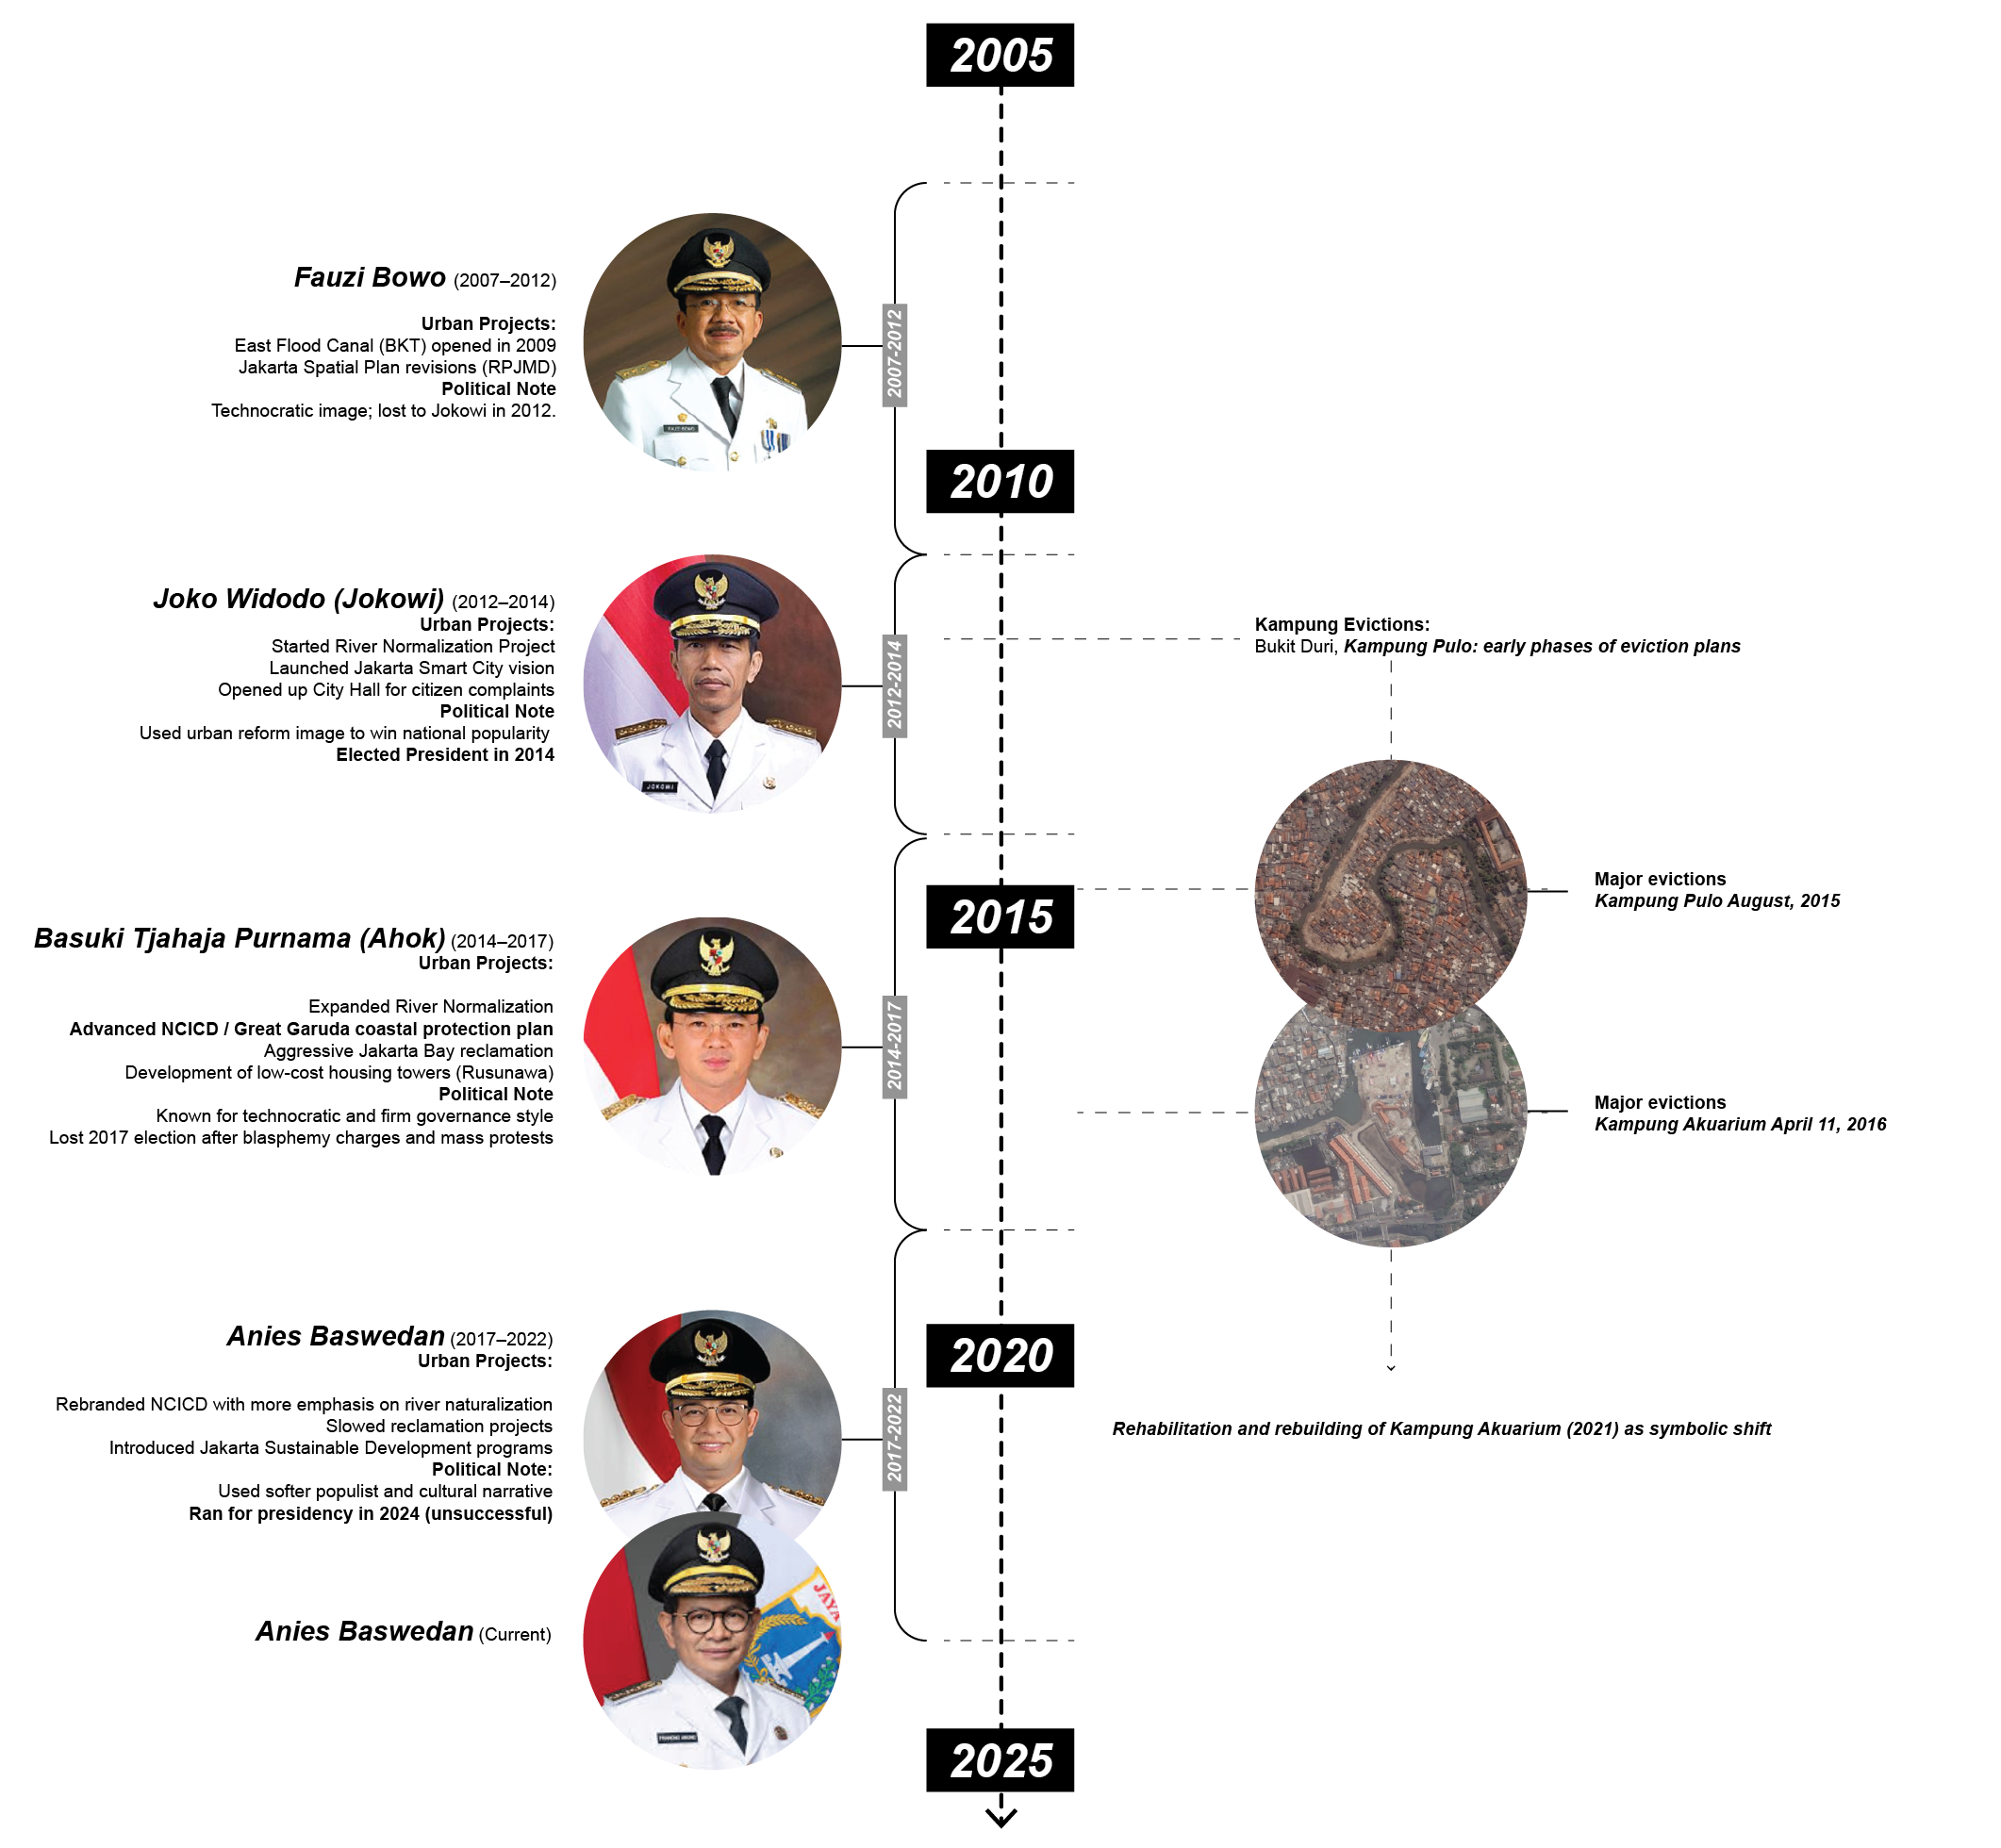 2005
Fauzi Bowo (2007–2012)
Urban Projects:
East Flood Canal (BKT) opened in 2009
Jakarta Spatial Plan revisions (RPJMD)
Political Note
Technocratic image; lost to Jokowi in 2012.
FAUZI BOWO
2007-2012
2010
Joko Widodo (Jokowi) (2012–2014)
Urban Projects:
Started River Normalization Project
Launched Jakarta Smart City vision
Opened up City Hall for citizen complaints
Political Note
Used urban reform image to win national popularity
Elected President in 2014
JOKOWI
2012-2014
Kampung Evictions:
Bukit Duri, Kampung Pulo: early phases of eviction plans
Major evictions
Kampung Pulo August, 2015
2015
Basuki Tjahaja Purnama (Ahok) (2014–2017)
Urban Projects:
Expanded River Normalization
Advanced NCICD / Great Garuda coastal protection plan
Aggressive Jakarta Bay reclamation
Development of low-cost housing towers (Rusunawa)
Political Note
Known for technocratic and firm governance style
Lost 2017 election after blasphemy charges and mass protests
2014-2017
Major evictions
Kampung Akuarium April 11, 2016
2020
Anies Baswedan (2017–2022)
Urban Projects:
Rebranded NCICD with more emphasis on river naturalization
Slowed reclamation projects
Introduced Jakarta Sustainable Development programs
Political Note:
Used softer populist and cultural narrative
Ran for presidency in 2024 (unsuccessful)
2017-2022
Rehabilitation and rebuilding of Kampung Akuarium (2021) as symbolic shift
Anies Baswedan (Current)
JAYA
PRAMONO ANUNG
2025